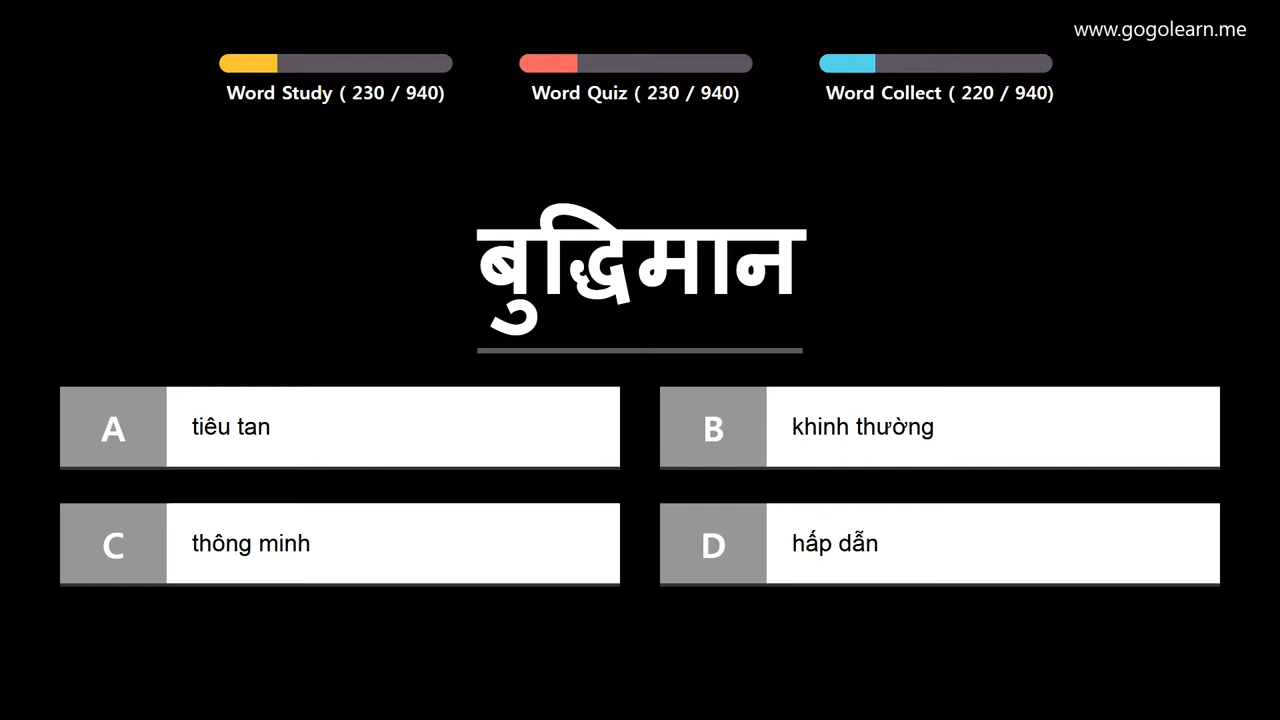 www.gogolearn.me
Word Study ( 230 / 940)
Word Quiz ( 230 / 940)
Word Collect ( 220 / 940)
बुद्धिमान
A tiêu tan
B khinh thường
C thông minh
D hấp dẫn